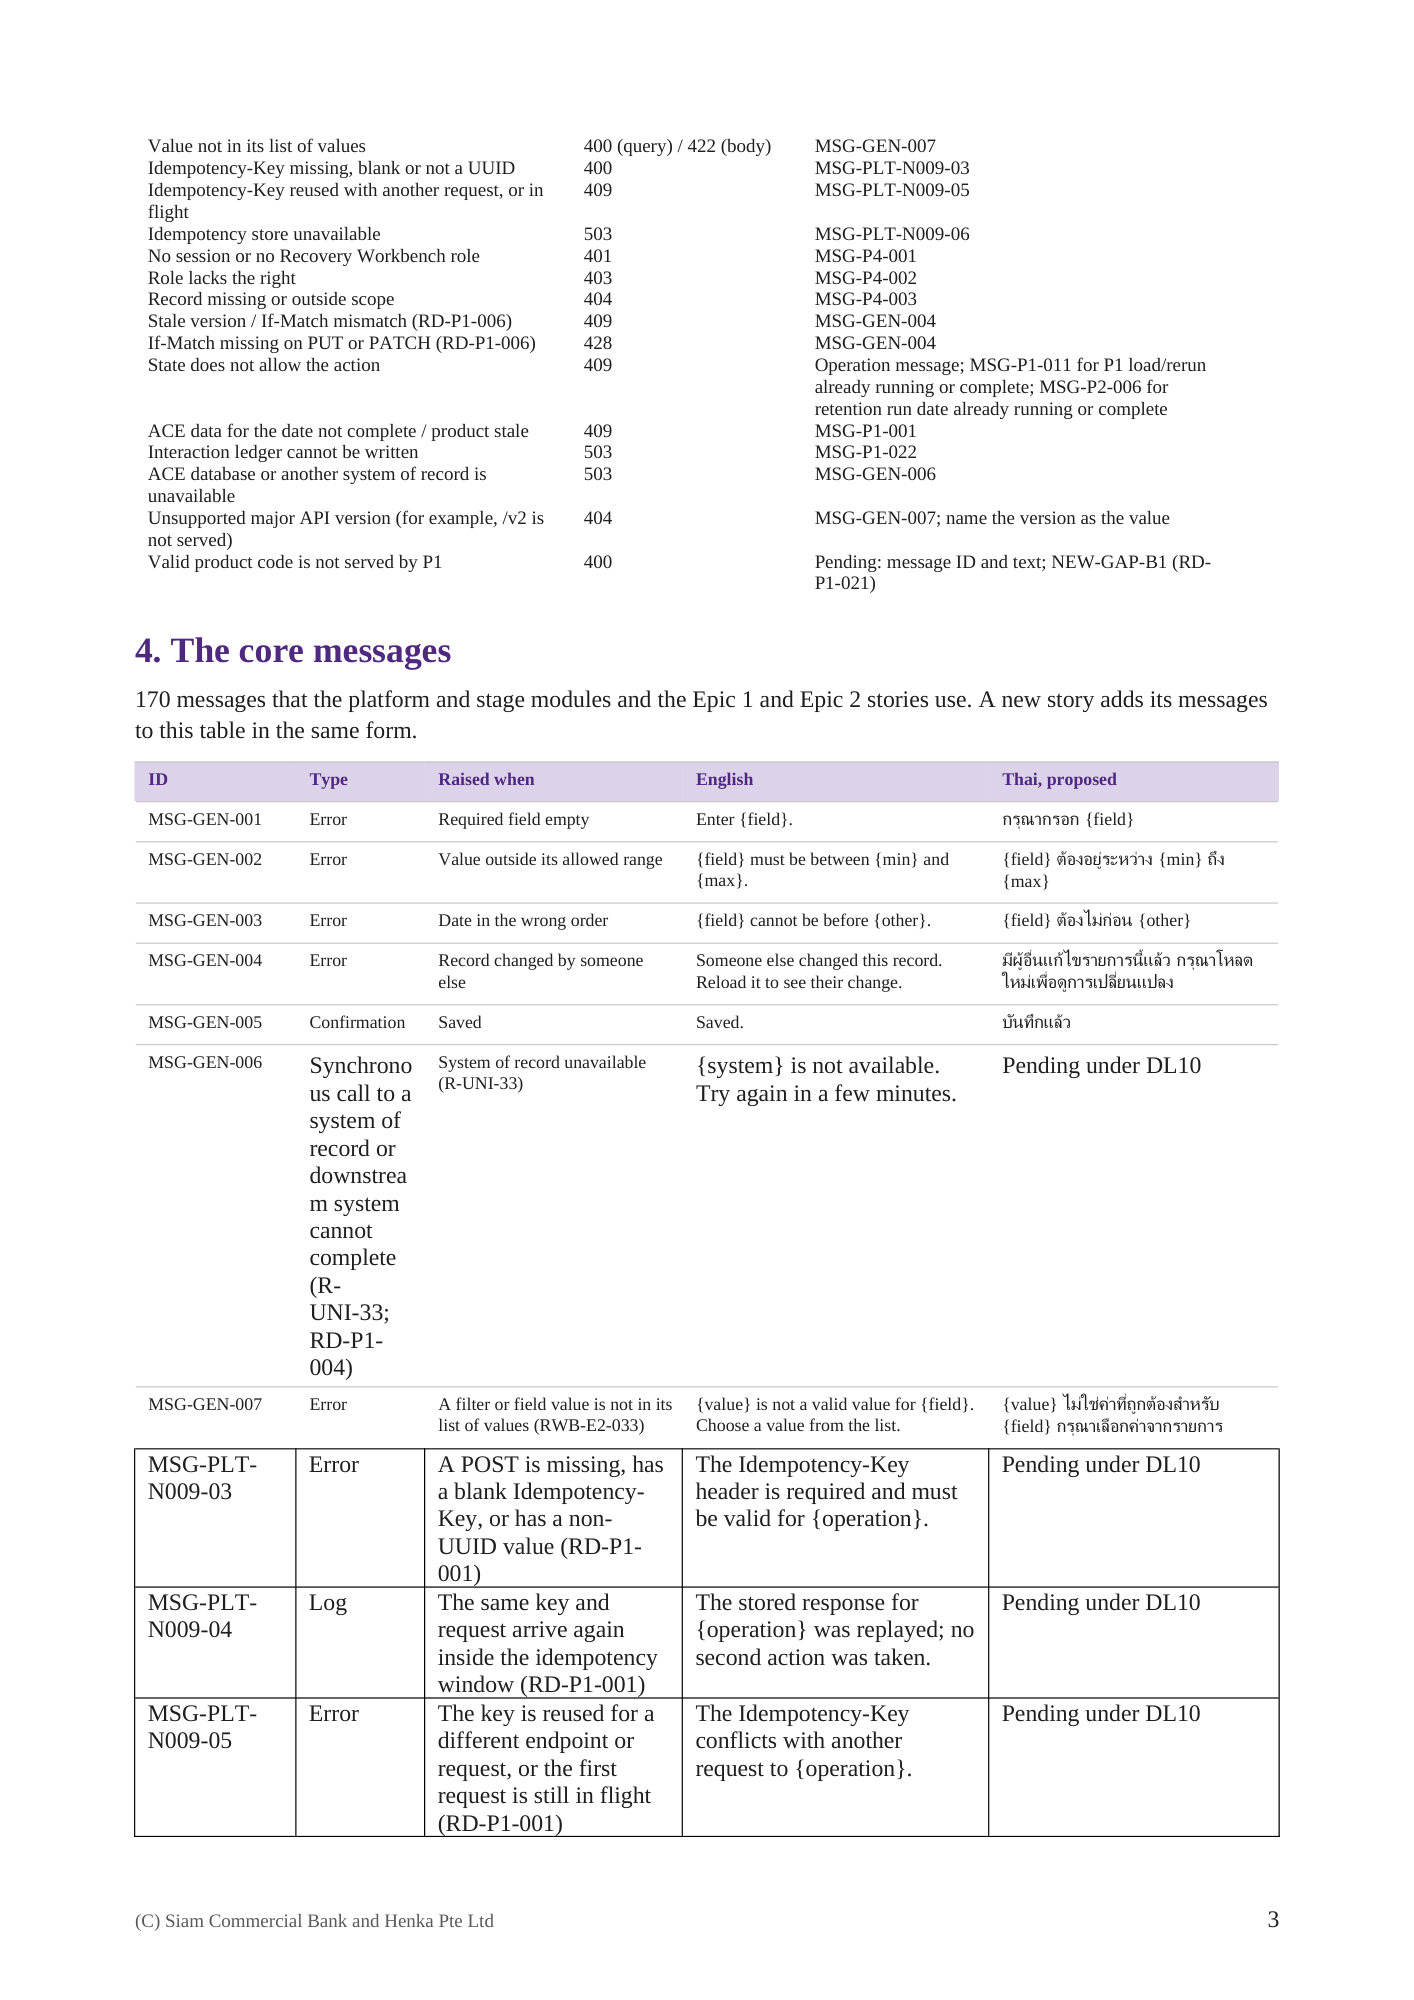 Value not in its list of values 400 (query) / 422 (body) MSG-GEN-007
Idempotency-Key missing, blank or not a UUID 400 MSG-PLT-N009-03
Idempotency-Key reused with another request, or in 409 MSG-PLT-N009-05
flight
Idempotency store unavailable 503 MSG-PLT-N009-06
No session or no Recovery Workbench role 401 MSG-P4-001
Role lacks the right 403 MSG-P4-002
Record missing or outside scope 404 MSG-P4-003
Stale version / If-Match mismatch (RD-P1-006) 409 MSG-GEN-004
If-Match missing on PUT or PATCH (RD-P1-006) 428 MSG-GEN-004
State does not allow the action 409 Operation message; MSG-P1-011 for P1 load/rerun
already running or complete; MSG-P2-006 for
retention run date already running or complete
ACE data for the date not complete / product stale 409 MSG-P1-001
Interaction ledger cannot be written 503 MSG-P1-022
ACE database or another system of record is 503 MSG-GEN-006
unavailable
Unsupported major API version (for example, /v2 is 404 MSG-GEN-007; name the version as the value
not served)
Valid product code is not served by P1 400 Pending: message ID and text; NEW-GAP-B1 (RD-
P1-021)
4. The core messages
170 messages that the platform and stage modules and the Epic 1 and Epic 2 stories use. A new story adds its messages
to this table in the same form.
ID Type Raised when English Thai, proposed
MSG-GEN-001 Error Required field empty Enter {field}. กรุณากรอก {field}
MSG-GEN-002 Error Value outside its allowed range {field} must be between {min} and {field} ต้องอยู่ระหว่าง {min} ถึง
{max}. {max}
MSG-GEN-003 Error Date in the wrong order {field} cannot be before {other}. {field} ต้องไม่ก่อน {other}
MSG-GEN-004 Error Record changed by someone Someone else changed this record. มีผู้อื่นแก้ไขรายการนี้แล้ว กรุณาโหลด
else Reload it to see their change. ใหม่เพื่อดูการเปลี่ยนแปลง
MSG-GEN-005 Confirmation Saved Saved. บันทึกแล้ว
MSG-GEN-006 Synchrono System of record unavailable {system} is not available. Pending under DL10
us call to a (R-UNI-33) Try again in a few minutes.
system of
record or
downstrea
m system
cannot
complete
(R-
UNI-33;
RD-P1-
004)
MSG-GEN-007 Error A filter or field value is not in its {value} is not a valid value for {field}. {value} ไม่ใช่ค่าที่ถูกต้องสำหรับ
list of values (RWB-E2-033) Choose a value from the list. {field} กรุณาเลือกค่าจากรายการ
MSG-PLT- Error A POST is missing, has The Idempotency-Key Pending under DL10
N009-03 a blank Idempotency- header is required and must
Key, or has a non- be valid for {operation}.
UUID value (RD-P1-
001)
MSG-PLT- Log The same key and The stored response for Pending under DL10
N009-04 request arrive again {operation} was replayed; no
inside the idempotency second action was taken.
window (RD-P1-001)
MSG-PLT- Error The key is reused for a The Idempotency-Key Pending under DL10
N009-05 different endpoint or conflicts with another
request, or the first request to {operation}.
request is still in flight
(RD-P1-001)
(C) Siam Commercial Bank and Henka Pte Ltd 3